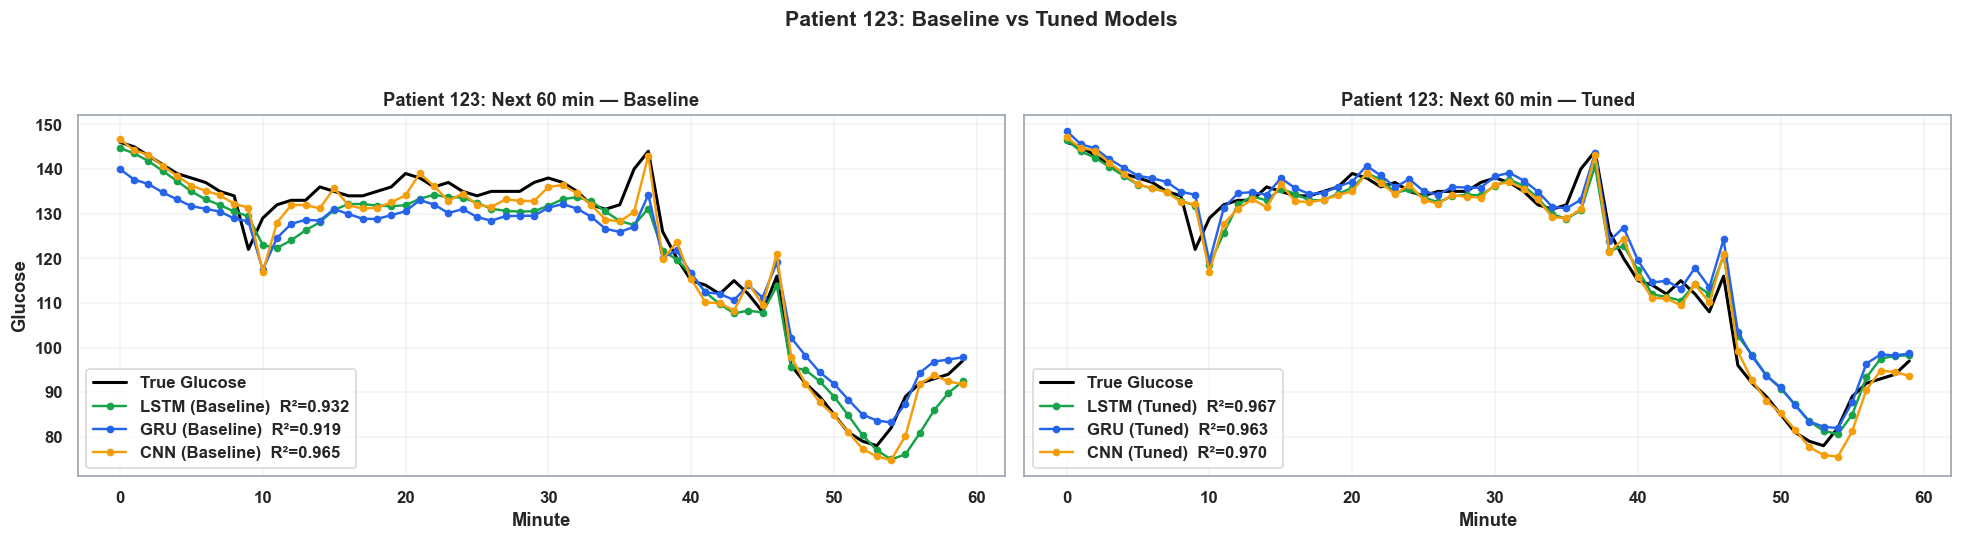 Patient 123: Baseline vs Tuned Models
Patient 123: Next 60 min — Baseline
Glucose
150
140
130
120
110
100
90
80
True Glucose
LSTM (Baseline) R²=0.932
GRU (Baseline) R²=0.919
CNN (Baseline) R²=0.965
0 10 20 30 40 50 60
Minute
Patient 123: Next 60 min — Tuned
True Glucose
LSTM (Tuned) R²=0.967
GRU (Tuned) R²=0.963
CNN (Tuned) R²=0.970
0 10 20 30 40 50 60
Minute